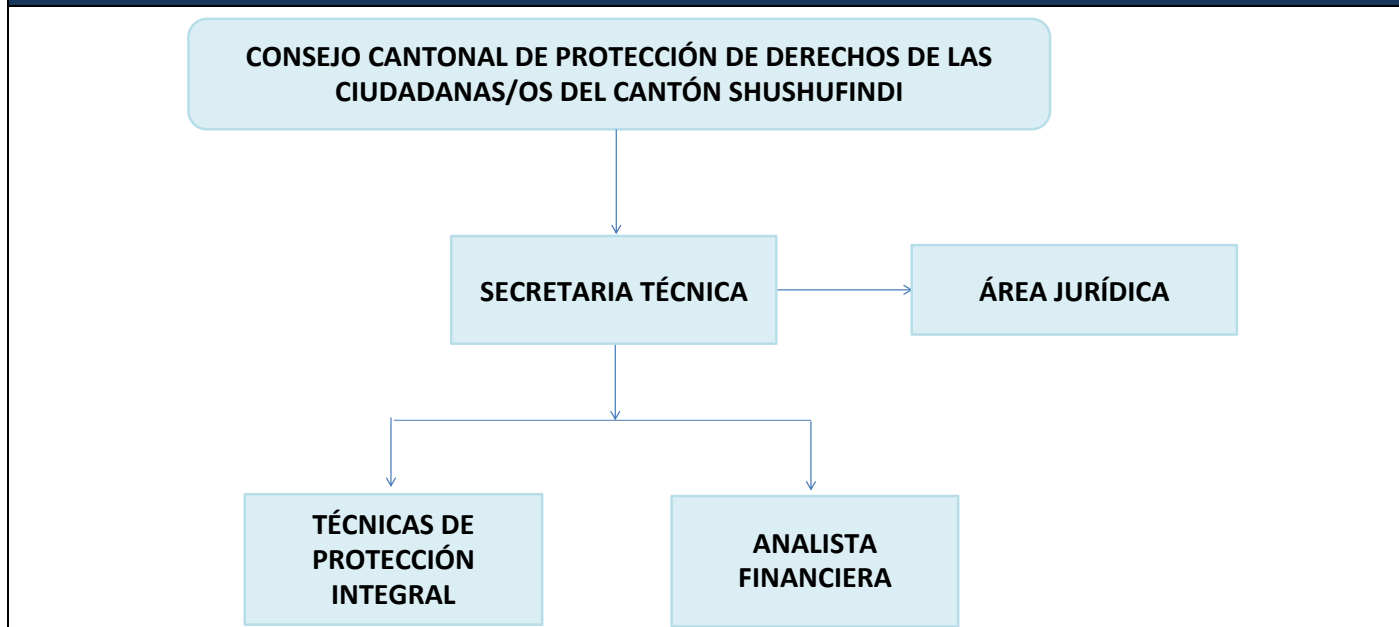 CONSEJO CANTONAL DE PROTECCIÓN DE DERECHOS DE LAS
CIUDADANAS/OS DEL CANTÓN SHUSHUFINDI
SECRETARIA TÉCNICA
ÁREA JURÍDICA
TÉCNICAS DE
PROTECCIÓN
INTEGRAL
ANALISTA
FINANCIERA